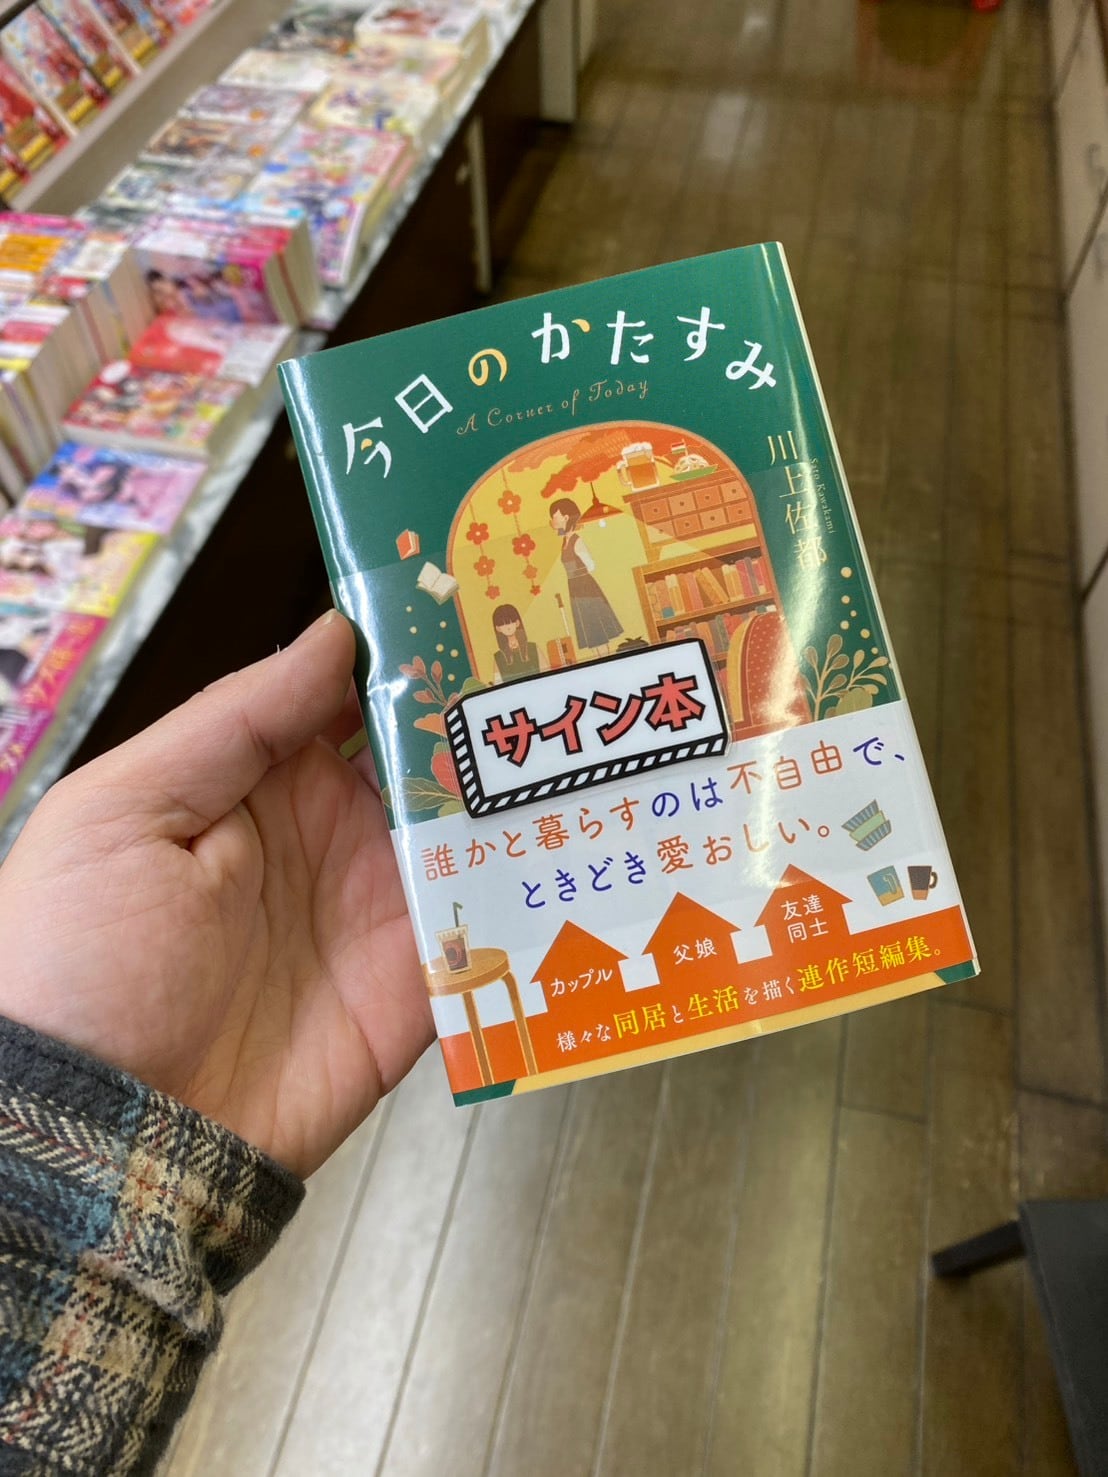 今日のかたすみ
A Corner of Today
川上佐都
Sato Kawakami
サイン本
誰かと暮らすのは不自由で、
ときどき愛おしい。
カップル
父娘
友達
同士
様々な同居と生活を描く連作短編集。